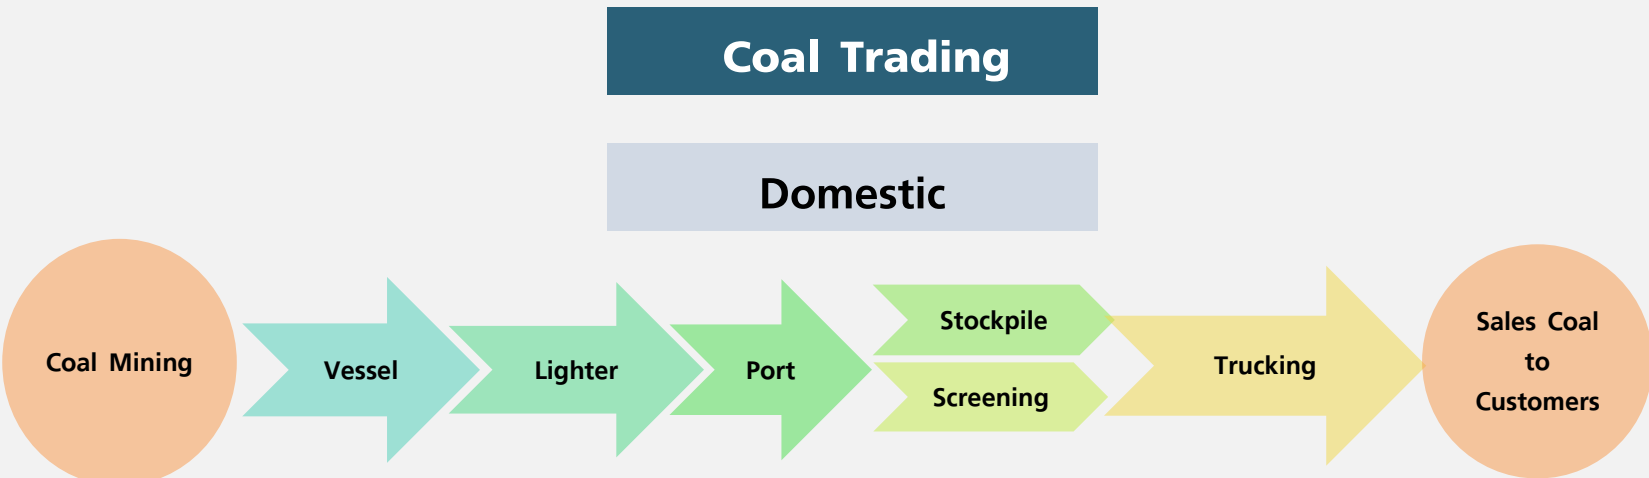 Coal Trading
Domestic
Coal Mining
Vessel
Lighter
Port
Stockpile
Screening
Trucking
Sales Coal
to
Customers